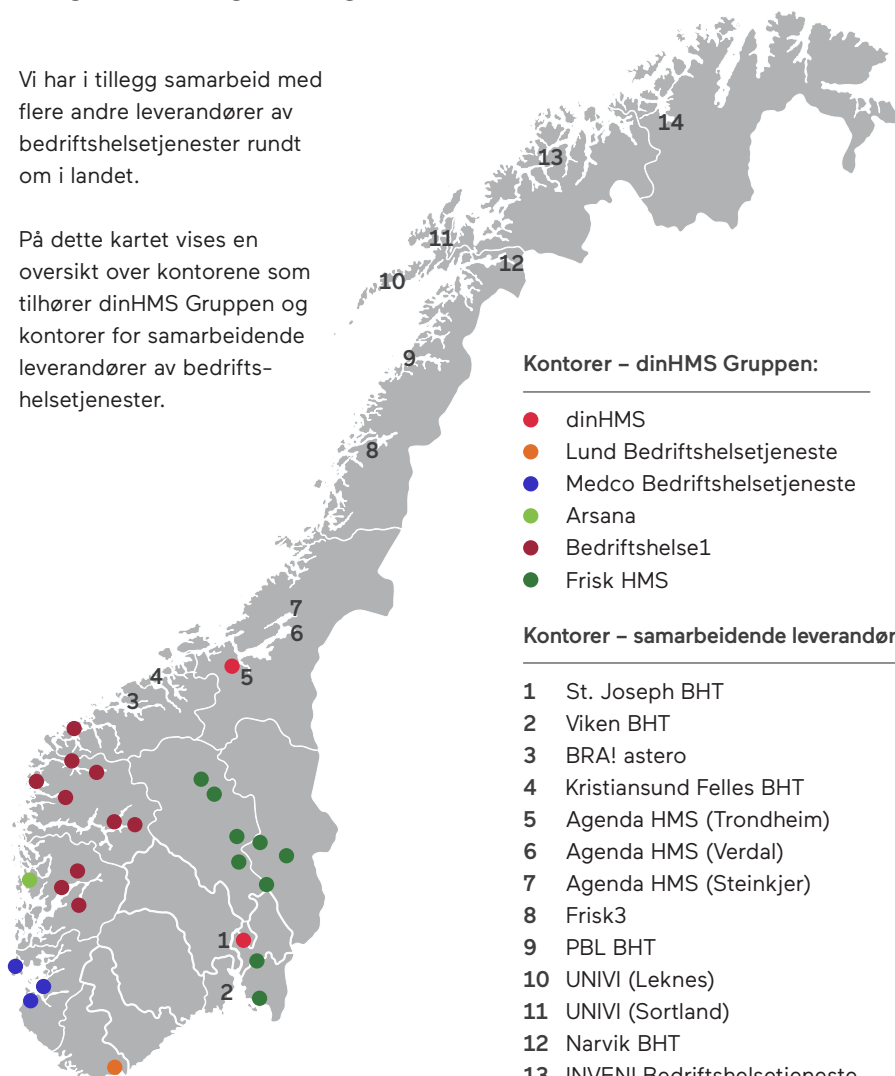 Vi har i tillegg samarbeid med
flere andre leverandører av
bedriftshelsetjenester rundt
om i landet.
På dette kartet vises en
oversikt over kontorene som
tilhører dinHMS Gruppen og
kontorer for samarbeidende
leverandører av bedrifts-
helsetjenester.
14
13
11
12
10
9
8
7
6
5
4
3
1
2
Kontorer – dinHMS Gruppen:
dinHMS
Lund Bedriftshelsetjeneste
Medco Bedriftshelsetjeneste
Arsana
Bedriftshelse1
Frisk HMS
Kontorer – samarbeidende
1 St. Joseph BHT
2 Viken BHT
3 BRA! astero
4 Kristiansund Felles BHT
5 Agenda HMS (Trondheim)
6 Agenda HMS (Verdal)
7 Agenda HMS (Steinkjer)
8 Frisk3
9 PBL BHT
10 UNIVI (Leknes)
11 UNIVI (Sortland)
12 Narvik BHT
13 INVENI Bedriftshelsetjeneste